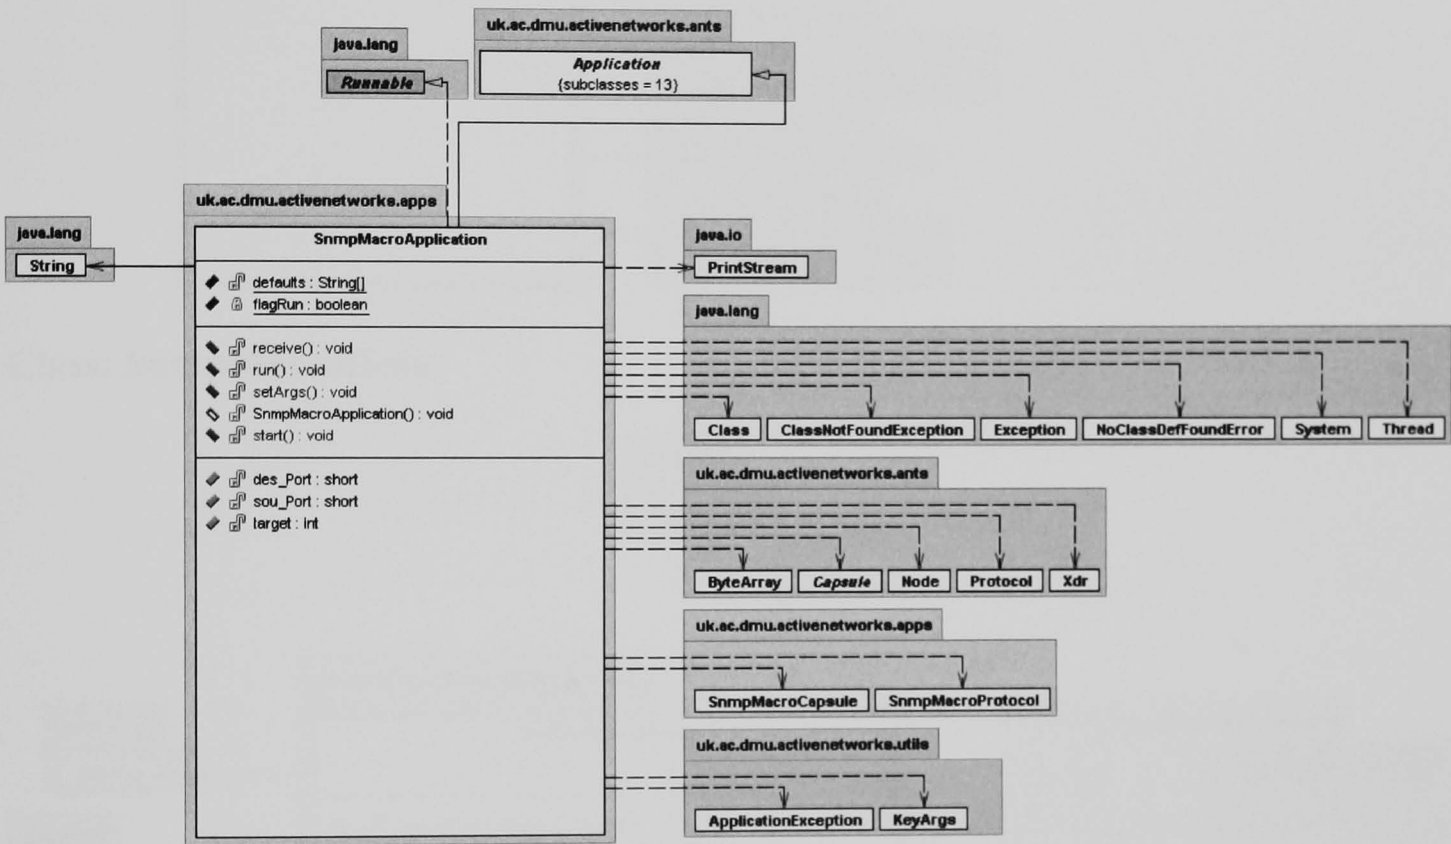 uk.ac.dmu.activenetworks.ants
java.lang
Application
{subclasses = 13}
Runnable
uk.ac.dmu.activenetworks.apps
java.lang
String
SnmpMacroApplication
defaults : String[]
flagRun : boolean
receive() : void
run() : void
setArgs() : void
SnmpMacroApplication() : void
start() : void
des_Port : short
sou_Port : short
target : int
java.io
PrintStream
java.lang
Class
ClassNotFoundException
Exception
NoClassDefFoundError
System
Thread
uk.ac.dmu.activenetworks.ants
ByteArray
Capsule
Node
Protocol
Xdr
uk.ac.dmu.activenetworks.apps
SnmpMacroCapsule
SnmpMacroProtocol
uk.ac.dmu.activenetworks.utils
ApplicationException
KeyArgs